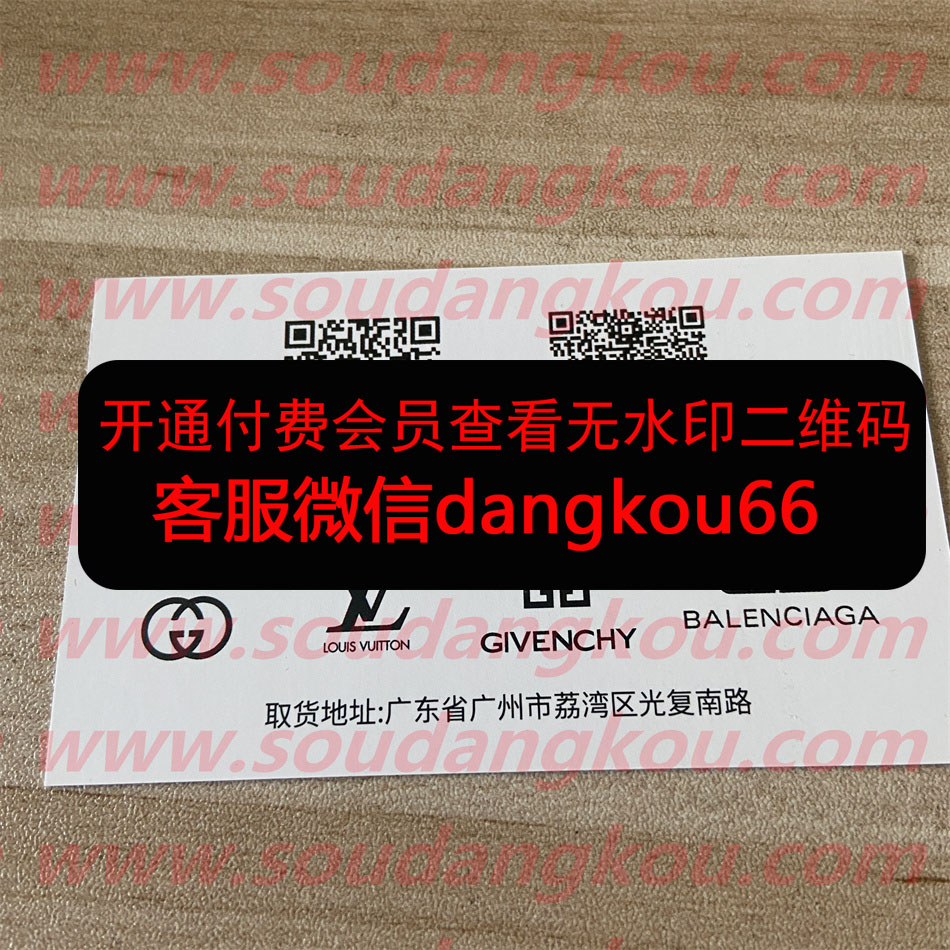 www.soudangkou.com
www.soudangkou.com
www.soudangkou.com
开通付费会员查看无水印二维码
客服微信dangkou66
LOUIS VUITTON
GIVENCHY
BALENCIAGA
www.soudangkou.com
取货地址:广东省广州市荔湾区光复南路
www.soudangkou.com
www.soudangkou.com